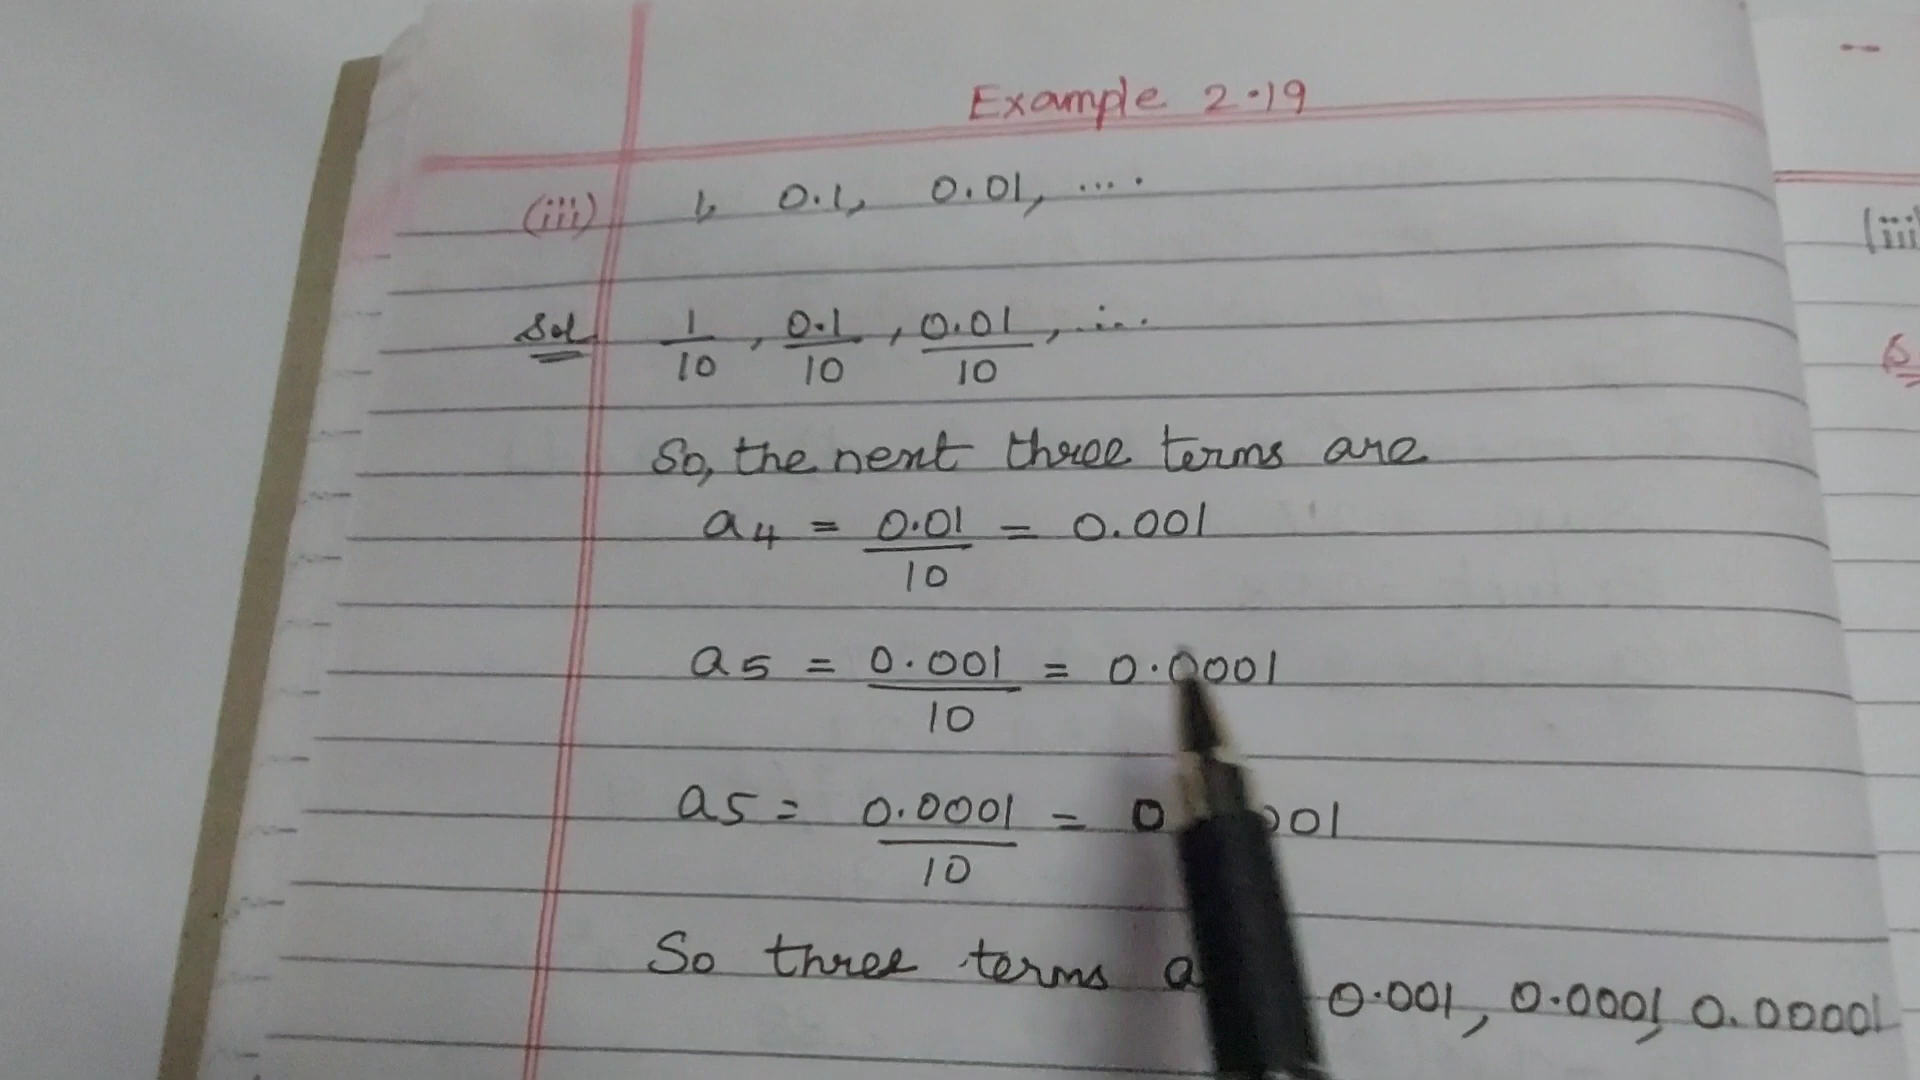 Example 2.19
(iii) 1, 0.1, 0.01, ....
Sol 1/10, 0.1/10, 0.01/10, ....
So, the next three terms are
a4 = 0.01/10 = 0.001
a5 = 0.001/10 = 0.0001
a5 = 0.0001/10 = 0 001
So three terms 0.001, 0.0001, 0.00001
(iii)